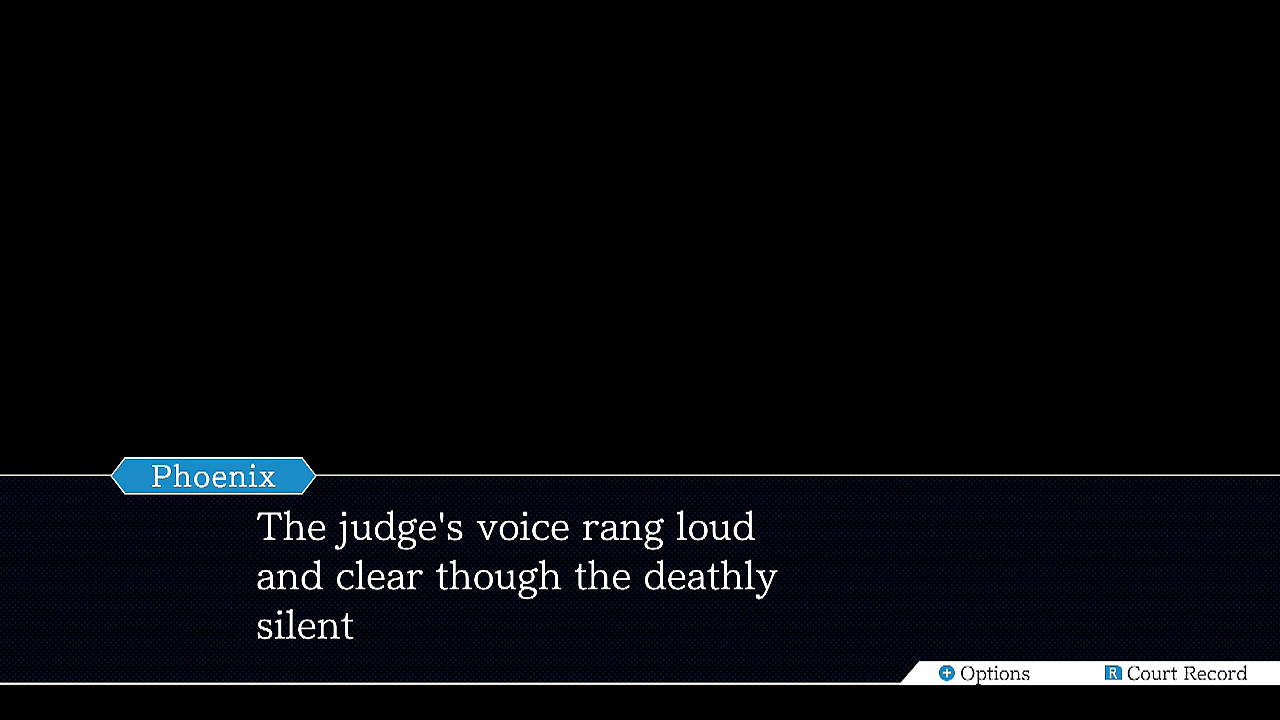 Phoenix
The judge's voice rang loud
and clear though the deathly
silent
Options
R Court Record